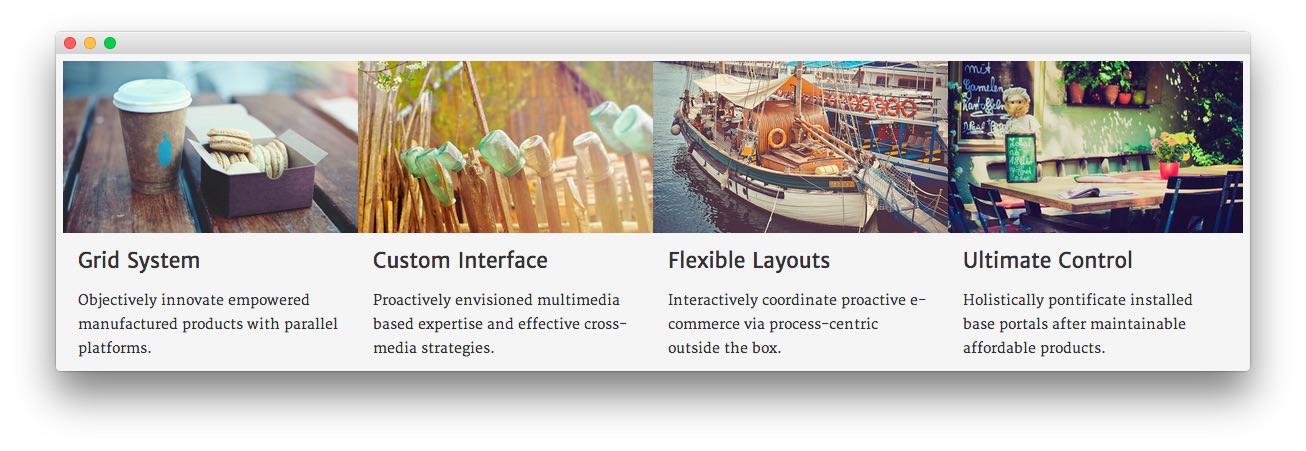 mit
Gamelen
Grid System
Objectively innovate empowered
manufactured products with parallel
platforms.
Custom Interface
Proactively envisioned multimedia
based expertise and effective cross-
media strategies.
Flexible Layouts
Interactively coordinate proactive e-
commerce via process-centric
outside the box.
Ultimate Control
Holistically pontificate installed
base portals after maintainable
affordable products.